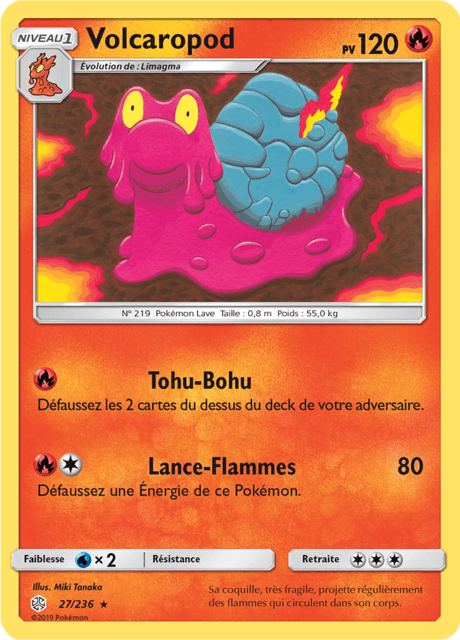 NIVEAU 1
Volcaropod
PV 120
Évolution de : Limagma
N° 219 Pokémon Lave Taille : 0,8 m Poids : 55,0 kg
Tohu-Bohu
Défaussez les 2 cartes du dessus du deck de votre adversaire.
Lance-Flammes 80
Défaussez une Énergie de ce Pokémon.
Faiblesse × 2 Résistance Retraite
Illus. Miki Tanaka
27/236 ★
©2019 Pokémon
Sa coquille, très fragile, projette régulièrement
des flammes qui circulent dans son corps.